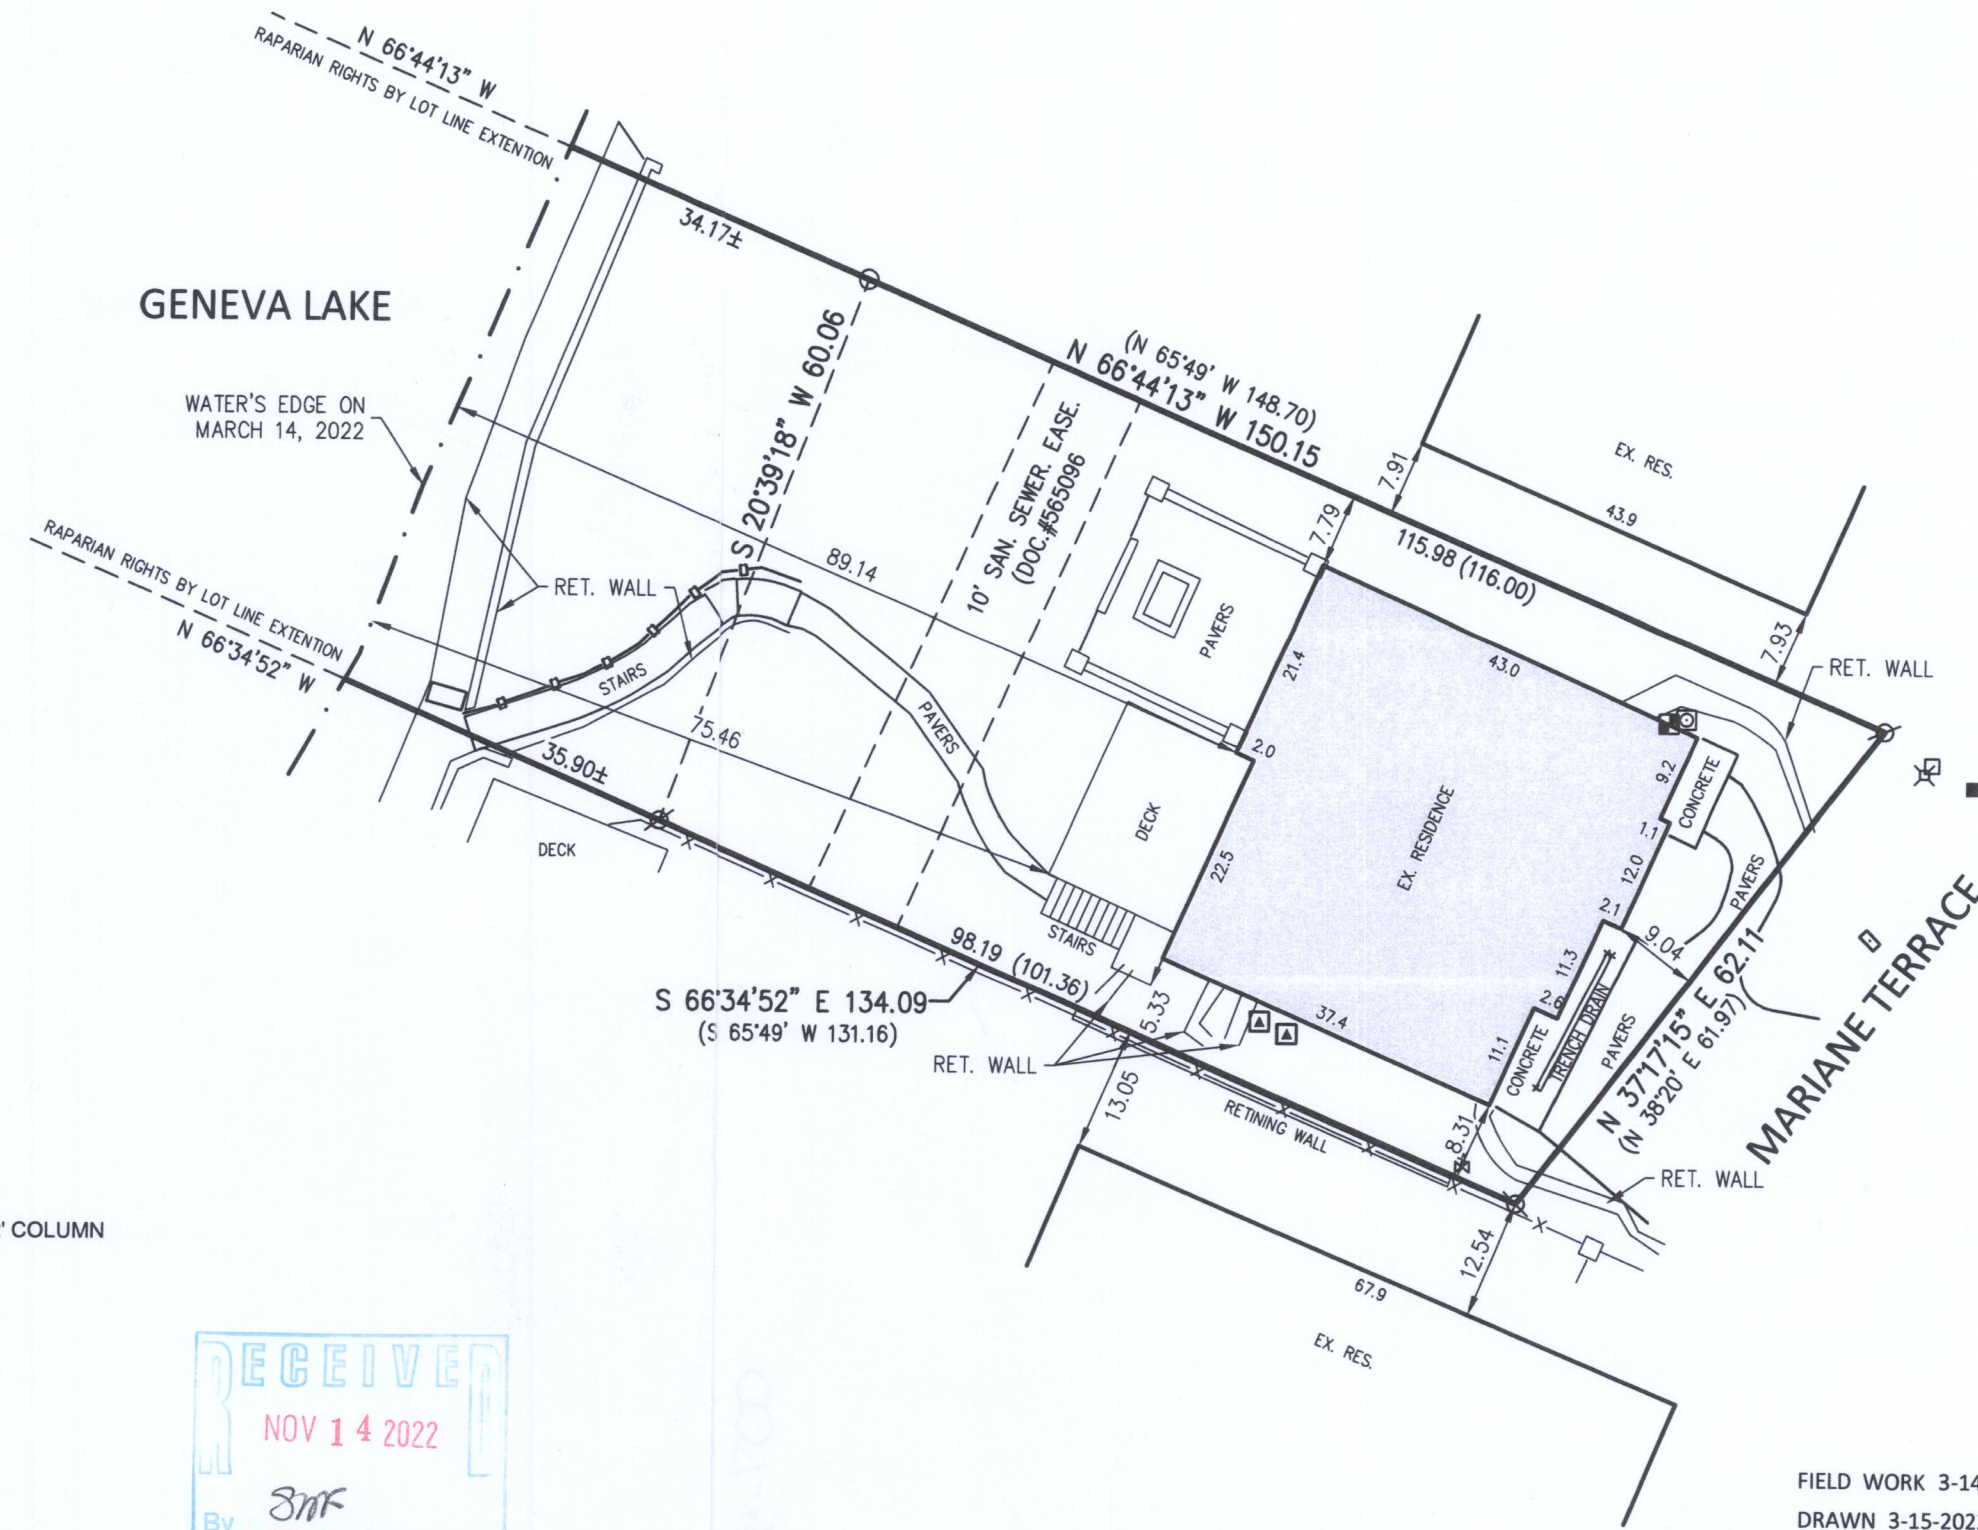 N 66°44'13" W
RAPARIAN RIGHTS BY LOT LINE EXTENTION
34.17±
GENEVA LAKE
WATER'S EDGE ON
MARCH 14, 2022
S 20°39'18" W 60.06
(N 65°49' W 148.70)
N 66°44'13" W 150.15
10' SAN. SEWER. EASE.
(DOC.#565096
7.91
EX. RES.
43.9
7.79
115.98 (116.00)
7.93
RET. WALL
RAPARIAN RIGHTS BY LOT LINE EXTENTION
N 66°34'52" W
RET. WALL
89.14
STAIRS
75.46
PAVERS
PAVERS
21.4
43.0
2.0
9.2
CONCRETE
1.1
12.0
2.1
9.04
PAVERS
35.90±
DECK
DECK
22.5
EX. RESIDENCE
STAIRS
98.19 (101.36)
S 66°34'52" E 134.09
(S 65°49' W 131.16)
RET. WALL
5.33
37.4
11.3
2.6
TRENCH DRAIN
11.1
CONCRETE
PAVERS
N 37°17'15" E 62.11
(N 38°20' E 61.97)
MARIANE TERRACE
13.05
RETINING WALL
8.31
RET. WALL
12.54
67.9
EX. RES.
' COLUMN
RECEIVED
NOV 14 2022
By SMF
FIELD WORK 3-14
DRAWN 3-15-202